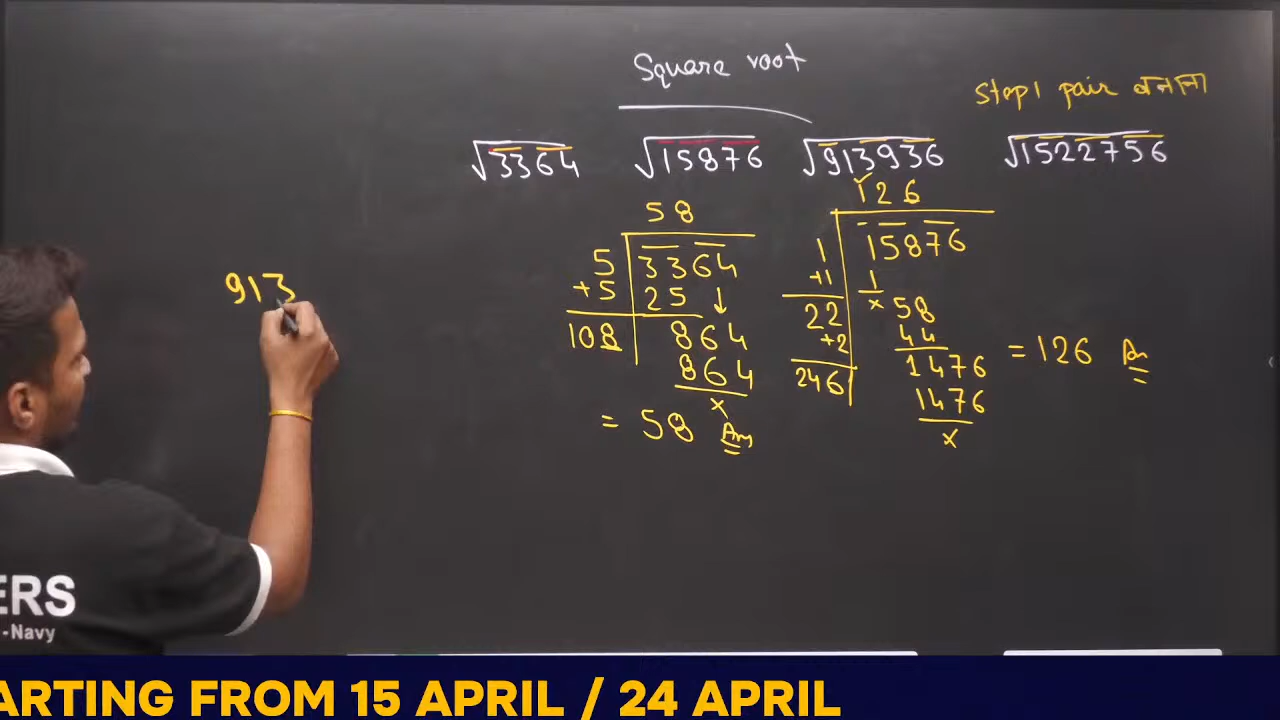 Square root
Step1 pair बनाना
√3364 √15876 √913936 √1522756
58
5 3364
+5 25 ↓
108 864
864
x
= 58 Ans
126
1 15876
+1 1
x
22 58
+2 44
246 1476
1476
x
= 126 Ans
913
ERS
-Navy
ARTING FROM 15 APRIL / 24 APRIL